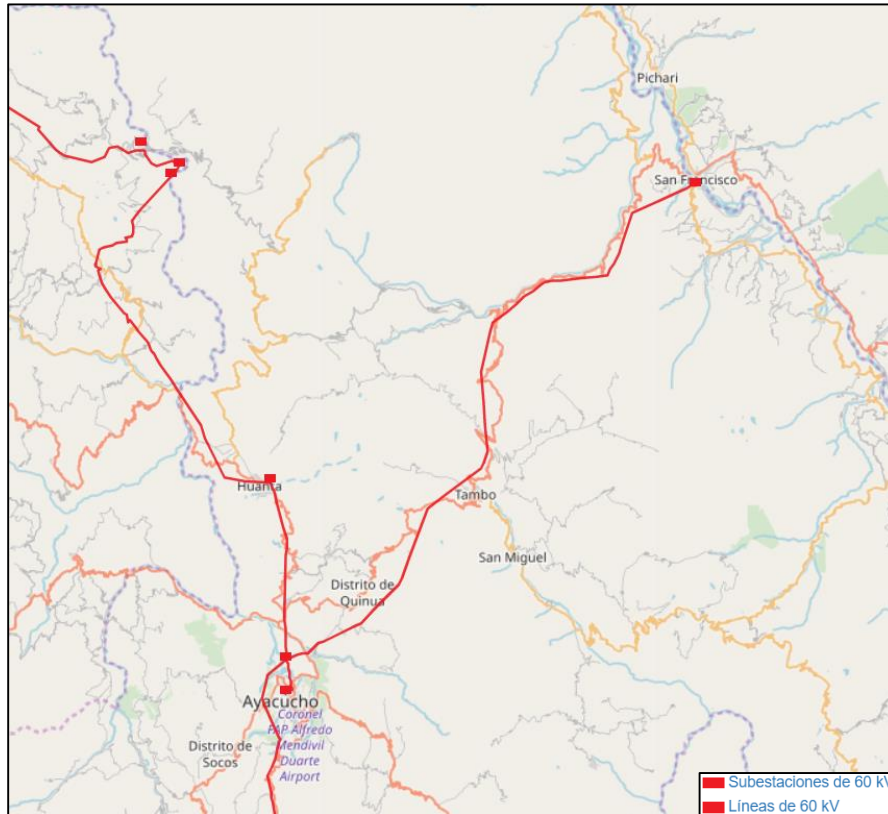 Pichari
San Francisco
Huanta
Tambo
San Miguel
Distrito de
Quinua
Ayacucho
Coronel
FAP Alfredo
Mendivil
Duarte
Airport
Distrito de
Socos
Subestaciones de 60 kV
Líneas de 60 kV